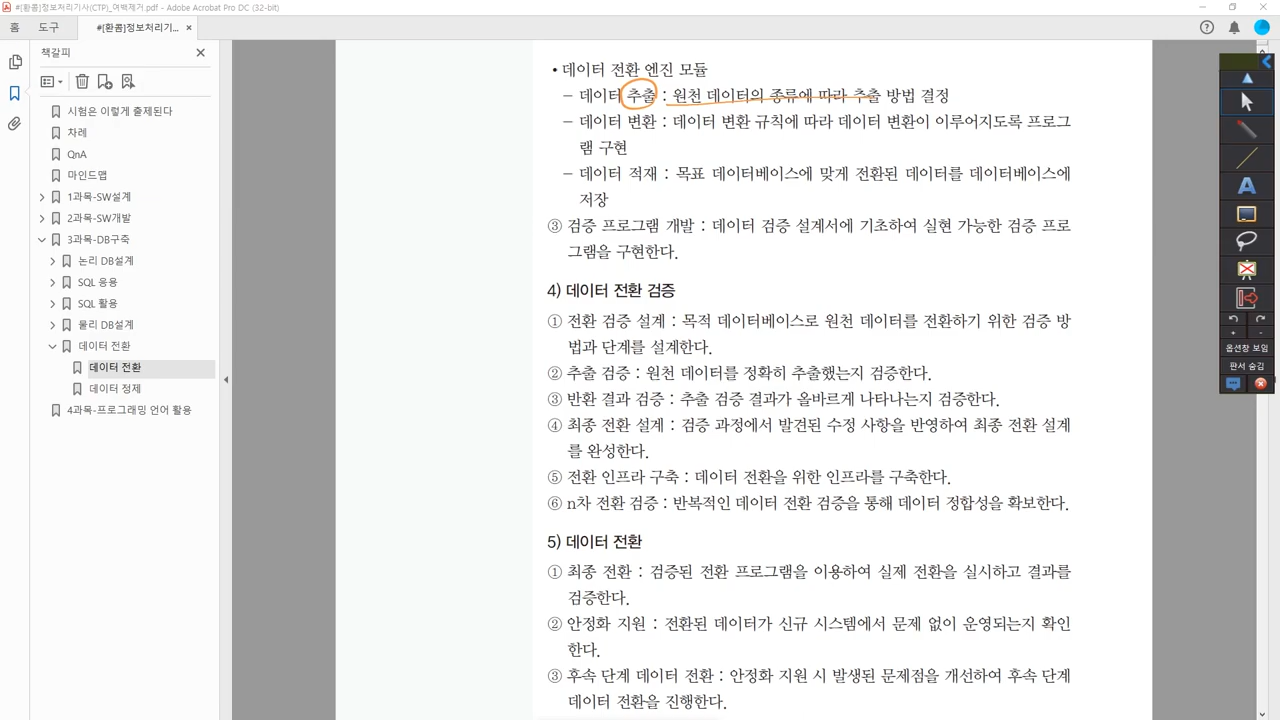 #[환콤]정보처리기사(CTP)_여백제거.pdf - Adobe Acrobat Pro DC (32-bit)
홈 도구 #[환콤]정보처리기... ×
책갈피
시험은 이렇게 출제된다
차례
QnA
마인드맵
1과목-SW설계
2과목-SW개발
3과목-DB구축
논리 DB설계
SQL 응용
SQL 활용
물리 DB설계
데이터 전환
데이터 전환
데이터 정제
4과목-프로그래밍 언어 활용
• 데이터 전환 엔진 모듈
– 데이터 추출 : 원천 데이터의 종류에 따라 추출 방법 결정
– 데이터 변환 : 데이터 변환 규칙에 따라 데이터 변환이 이루어지도록 프로그
램 구현
– 데이터 적재 : 목표 데이터베이스에 맞게 전환된 데이터를 데이터베이스에
저장
③ 검증 프로그램 개발 : 데이터 검증 설계서에 기초하여 실현 가능한 검증 프로
그램을 구현한다.
4) 데이터 전환 검증
① 전환 검증 설계 : 목적 데이터베이스로 원천 데이터를 전환하기 위한 검증 방
법과 단계를 설계한다.
② 추출 검증 : 원천 데이터를 정확히 추출했는지 검증한다.
③ 반환 결과 검증 : 추출 검증 결과가 올바르게 나타나는지 검증한다.
④ 최종 전환 설계 : 검증 과정에서 발견된 수정 사항을 반영하여 최종 전환 설계
를 완성한다.
⑤ 전환 인프라 구축 : 데이터 전환을 위한 인프라를 구축한다.
⑥ n차 전환 검증 : 반복적인 데이터 전환 검증을 통해 데이터 정합성을 확보한다.
5) 데이터 전환
① 최종 전환 : 검증된 전환 프로그램을 이용하여 실제 전환을 실시하고 결과를
검증한다.
② 안정화 지원 : 전환된 데이터가 신규 시스템에서 문제 없이 운영되는지 확인
한다.
③ 후속 단계 데이터 전환 : 안정화 지원 시 발생된 문제점을 개선하여 후속 단계
데이터 전환을 진행한다.
A
+ -
옵션창 보임
판서 숨김